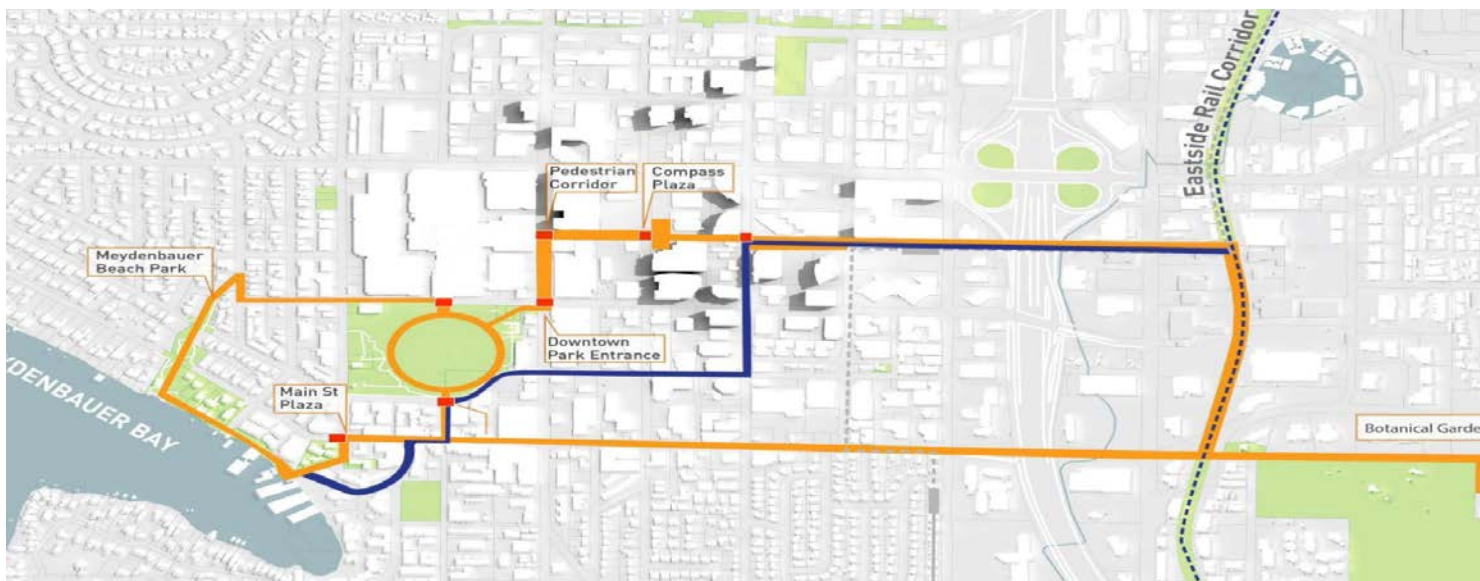 Eastside Rail Corridor
Pedestrian
Corridor
Compass
Plaza
Meydenbauer
Beach Park
Downtown
Park Entrance
Main St
Plaza
YDENBAUER BAY
Botanical Garde